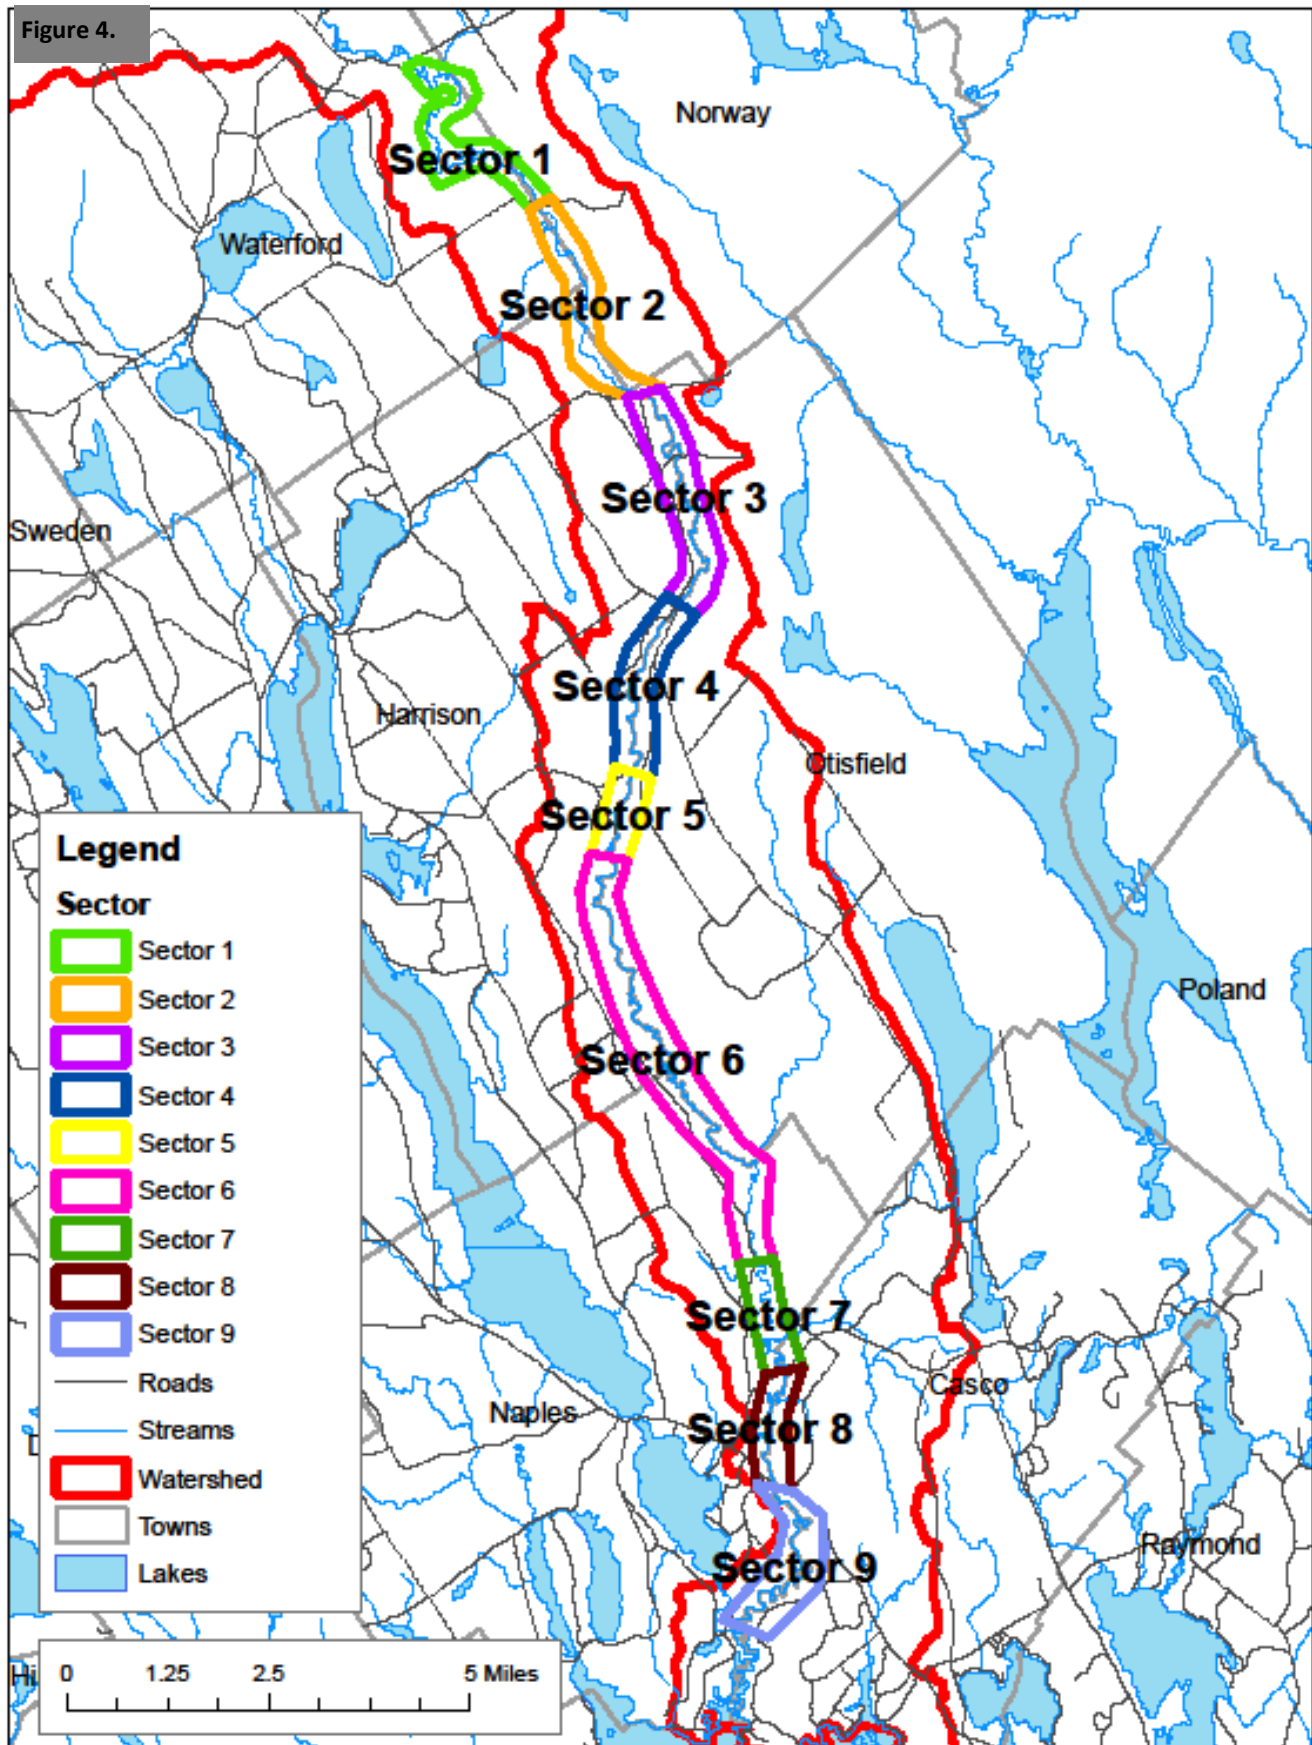 Figure 4.
Norway
Sector 1
Waterford
Sector 2
Sector 3
Sweden
Sector 4
Harrison
Otisfield
Sector 5
Legend
Sector
Sector 1
Sector 2
Sector 3
Sector 4
Sector 5
Sector 6
Sector 7
Sector 8
Sector 9
Roads
Streams
Watershed
Towns
Lakes
Poland
Sector 6
Sector 7
Casco
Naples
Sector 8
Raymond
Sector 9
Hi
0 1.25 2.5 5 Miles